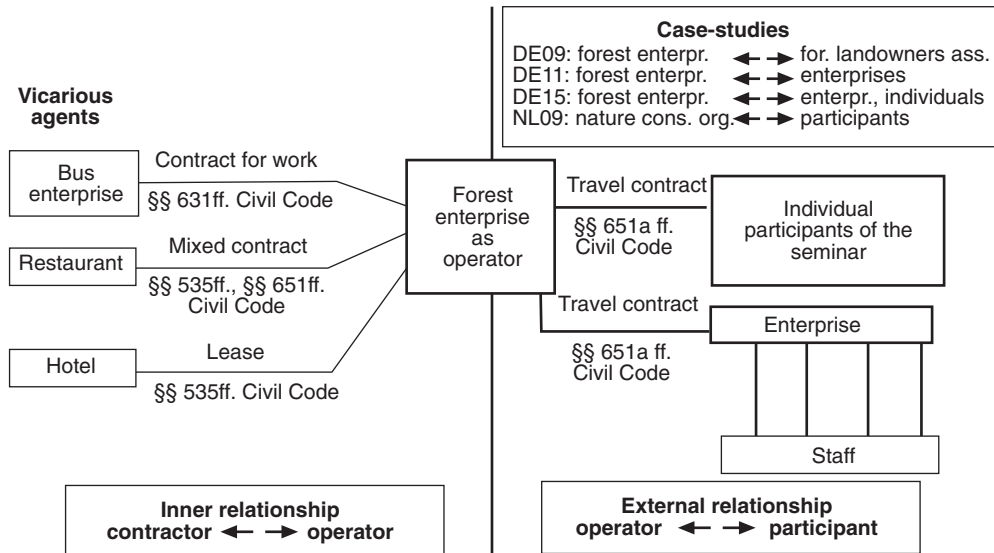 Case-studies
DE09: forest enterpr. for. landowners ass.
DE11: forest enterpr. enterprises
DE15: forest enterpr. enterpr., individuals
NL09: nature cons. org. participants
Vicarious
agents
Bus
enterprise
Contract for work
§§ 631ff. Civil Code
Restaurant
Mixed contract
§§ 535ff., §§ 651ff.
Civil Code
Hotel
Lease
§§ 535ff. Civil Code
Forest
enterprise
as
operator
Travel contract
§§ 651a ff.
Civil Code
Individual
participants of the
seminar
Travel contract
§§ 651a ff.
Civil Code
Enterprise
Staff
Inner relationship
contractor operator
External relationship
operator participant